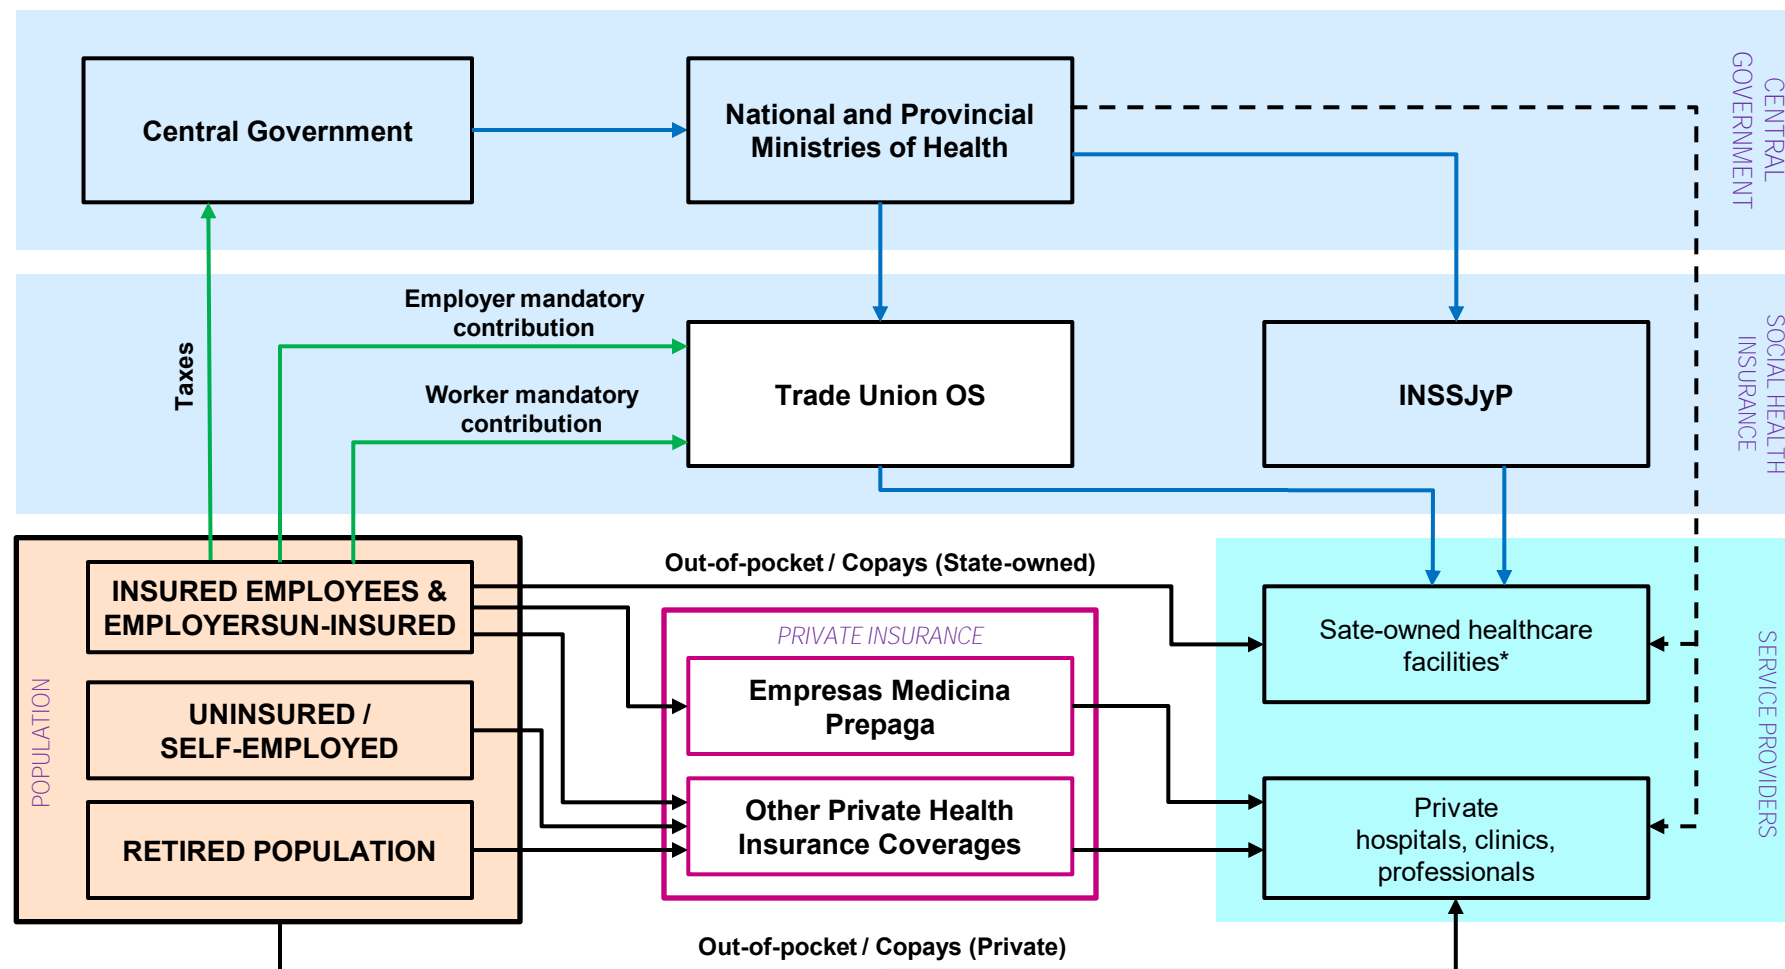 Central Government
National and Provincial
Ministries of Health
CENTRAL
GOVERNMENT
Employer mandatory
contribution
Taxes
Worker mandatory
contribution
Trade Union OS
INSSJyP
SOCIAL HEALTH
INSURANCE
POPULATION
INSURED EMPLOYEES &
EMPLOYERSUN-INSURED
UNINSURED /
SELF-EMPLOYED
RETIRED POPULATION
Out-of-pocket / Copays (State-owned)
PRIVATE INSURANCE
Empresas Medicina
Prepaga
Other Private Health
Insurance Coverages
Sate-owned healthcare
facilities*
Private
hospitals, clinics,
professionals
SERVICE PROVIDERS
Out-of-pocket / Copays (Private)